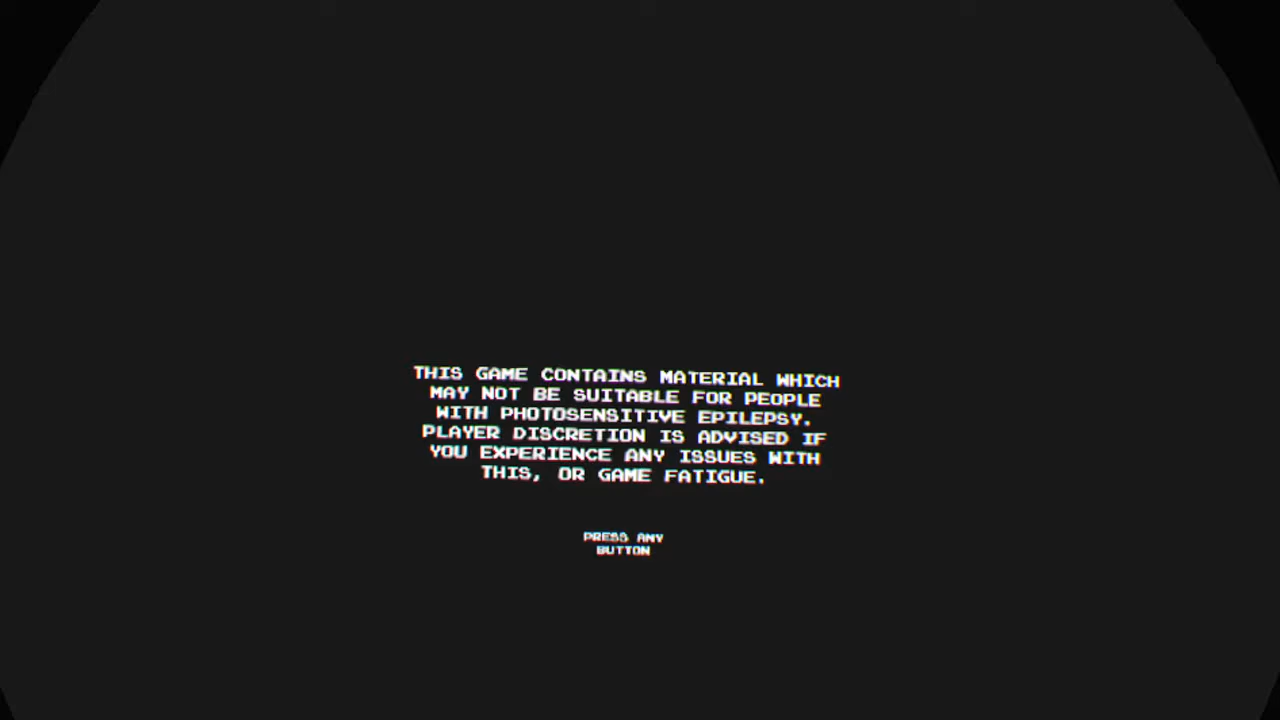 THIS GAME CONTAINS MATERIAL WHICH
MAY NOT BE SUITABLE FOR PEOPLE
WITH PHOTOSENSITIVE EPILEPSY.
PLAYER DISCRETION IS ADVISED IF
YOU EXPERIENCE ANY ISSUES WITH
THIS, OR GAME FATIGUE.
PRESS ANY
BUTTON